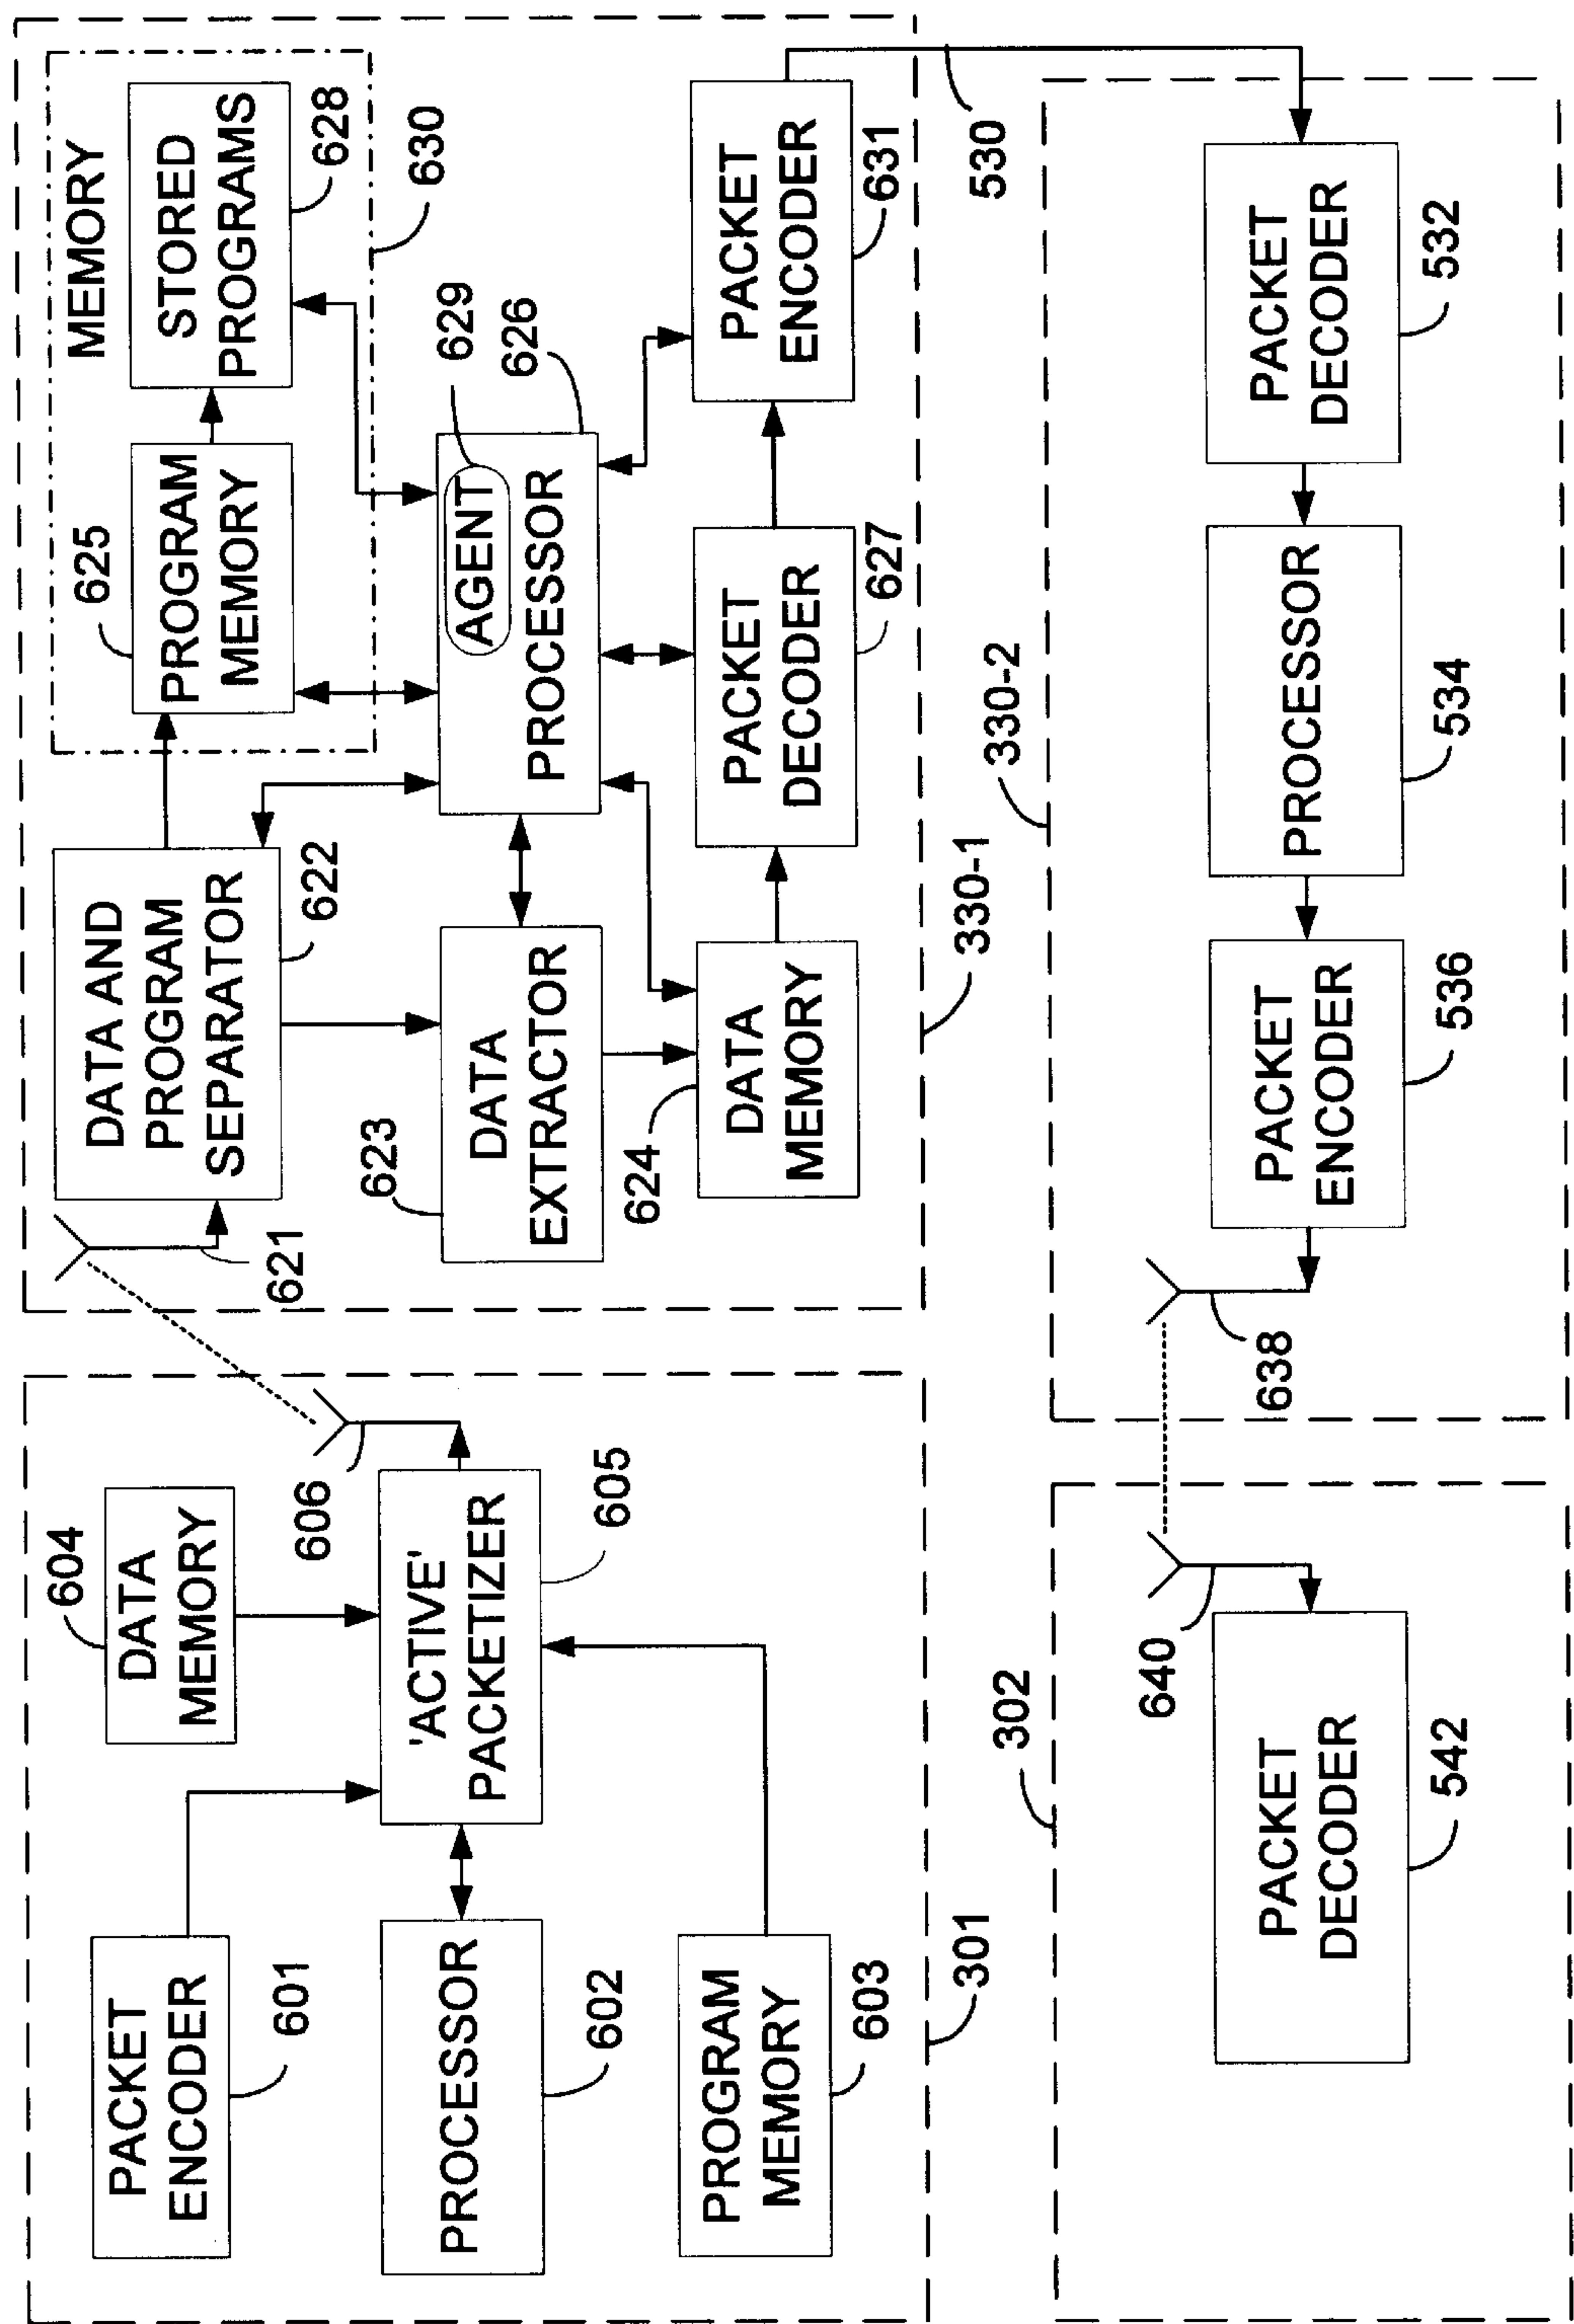 604
DATA
MEMORY
PACKET
ENCODER
601
606
'ACTIVE'
PACKETIZER
605
PROCESSOR
602
PROGRAM
MEMORY
603
301
621
DATA AND
PROGRAM
SEPARATOR
622
625
MEMORY
PROGRAM
MEMORY
STORED
PROGRAMS
628
630
623
DATA
EXTRACTOR
AGENT
PROCESSOR
629
626
624
DATA
MEMORY
PACKET
DECODER
627
PACKET
ENCODER
631
330-1
530
302
640
PACKET
DECODER
542
330-2
638
PACKET
ENCODER
536
PROCESSOR
534
PACKET
DECODER
532